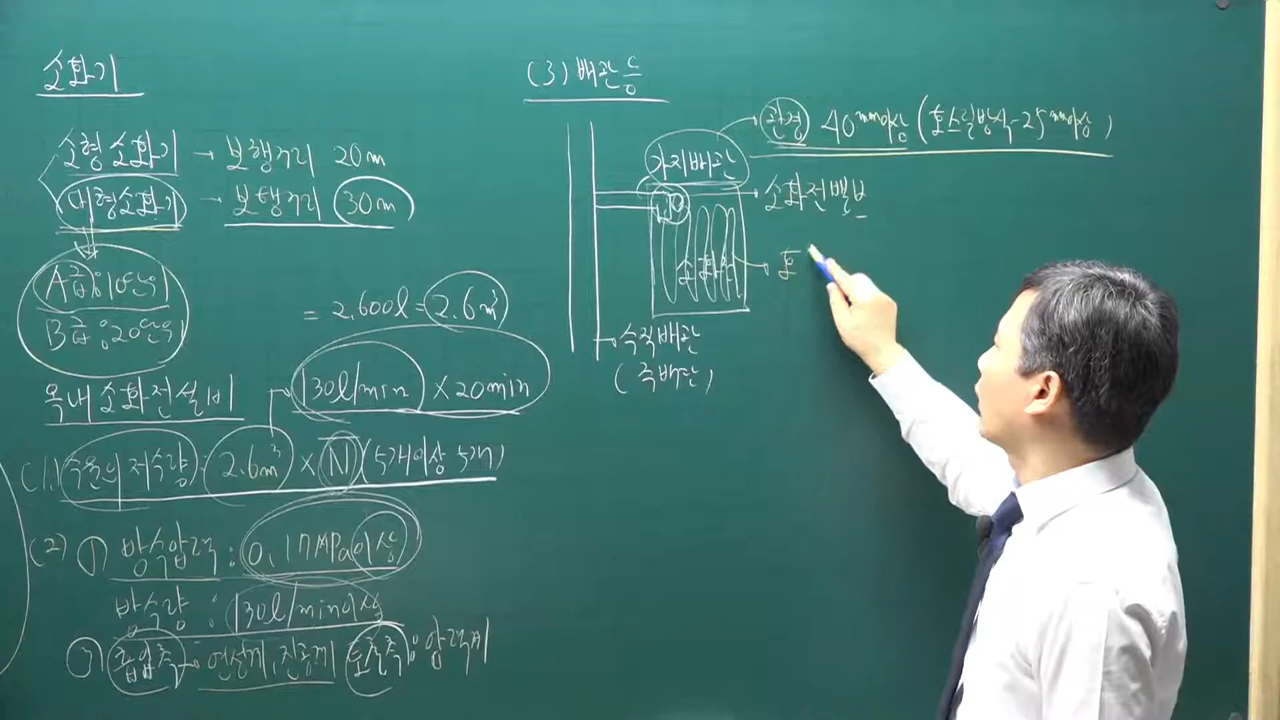 소화기
소형 소화기 → 보행거리 20m
대형소화기 → 보행거리 30m
A급:10단위
B급:20단위
= 2.600l = 2.6㎥
옥내 소화전설비
130l/min × 20min
(1) 수원의 저수량: 2.6㎥ × N (5개이상 5개)
(2) ① 방수압력 : 0.17MPa이상
방수량 : 130l/min이상
흡입측 → 연성계, 진공계 토출측 : 압력계
(3) 배관등
관경 40mm이상 (호스릴방식-25mm이상)
가지배관
소화전밸브
소화전
호
수직배관
(주배관)